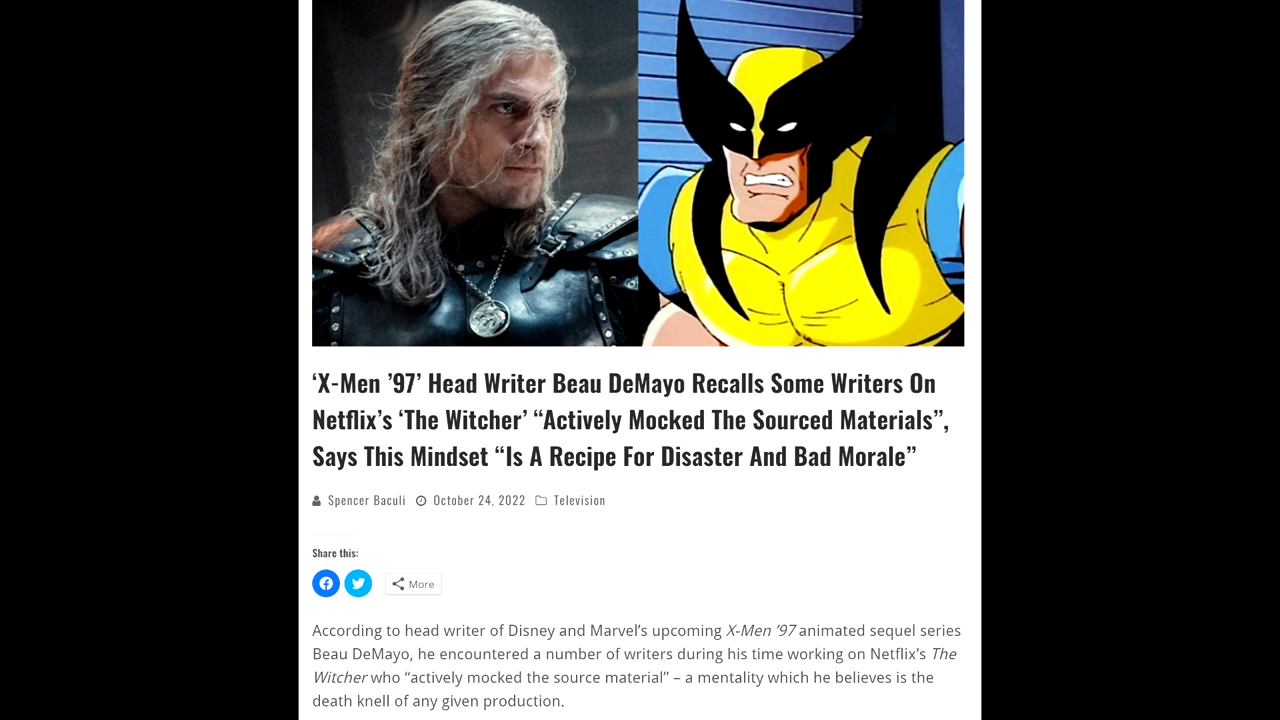 ‘X-Men ’97’ Head Writer Beau DeMayo Recalls Some Writers On
Netflix’s ‘The Witcher’ “Actively Mocked The Sourced Materials”,
Says This Mindset “Is A Recipe For Disaster And Bad Morale”
Spencer Baculi October 24, 2022 Television
Share this:
More
According to head writer of Disney and Marvel’s upcoming X-Men ’97 animated sequel series
Beau DeMayo, he encountered a number of writers during his time working on Netflix’s The
Witcher who “actively mocked the source material” – a mentality which he believes is the
death knell of any given production.